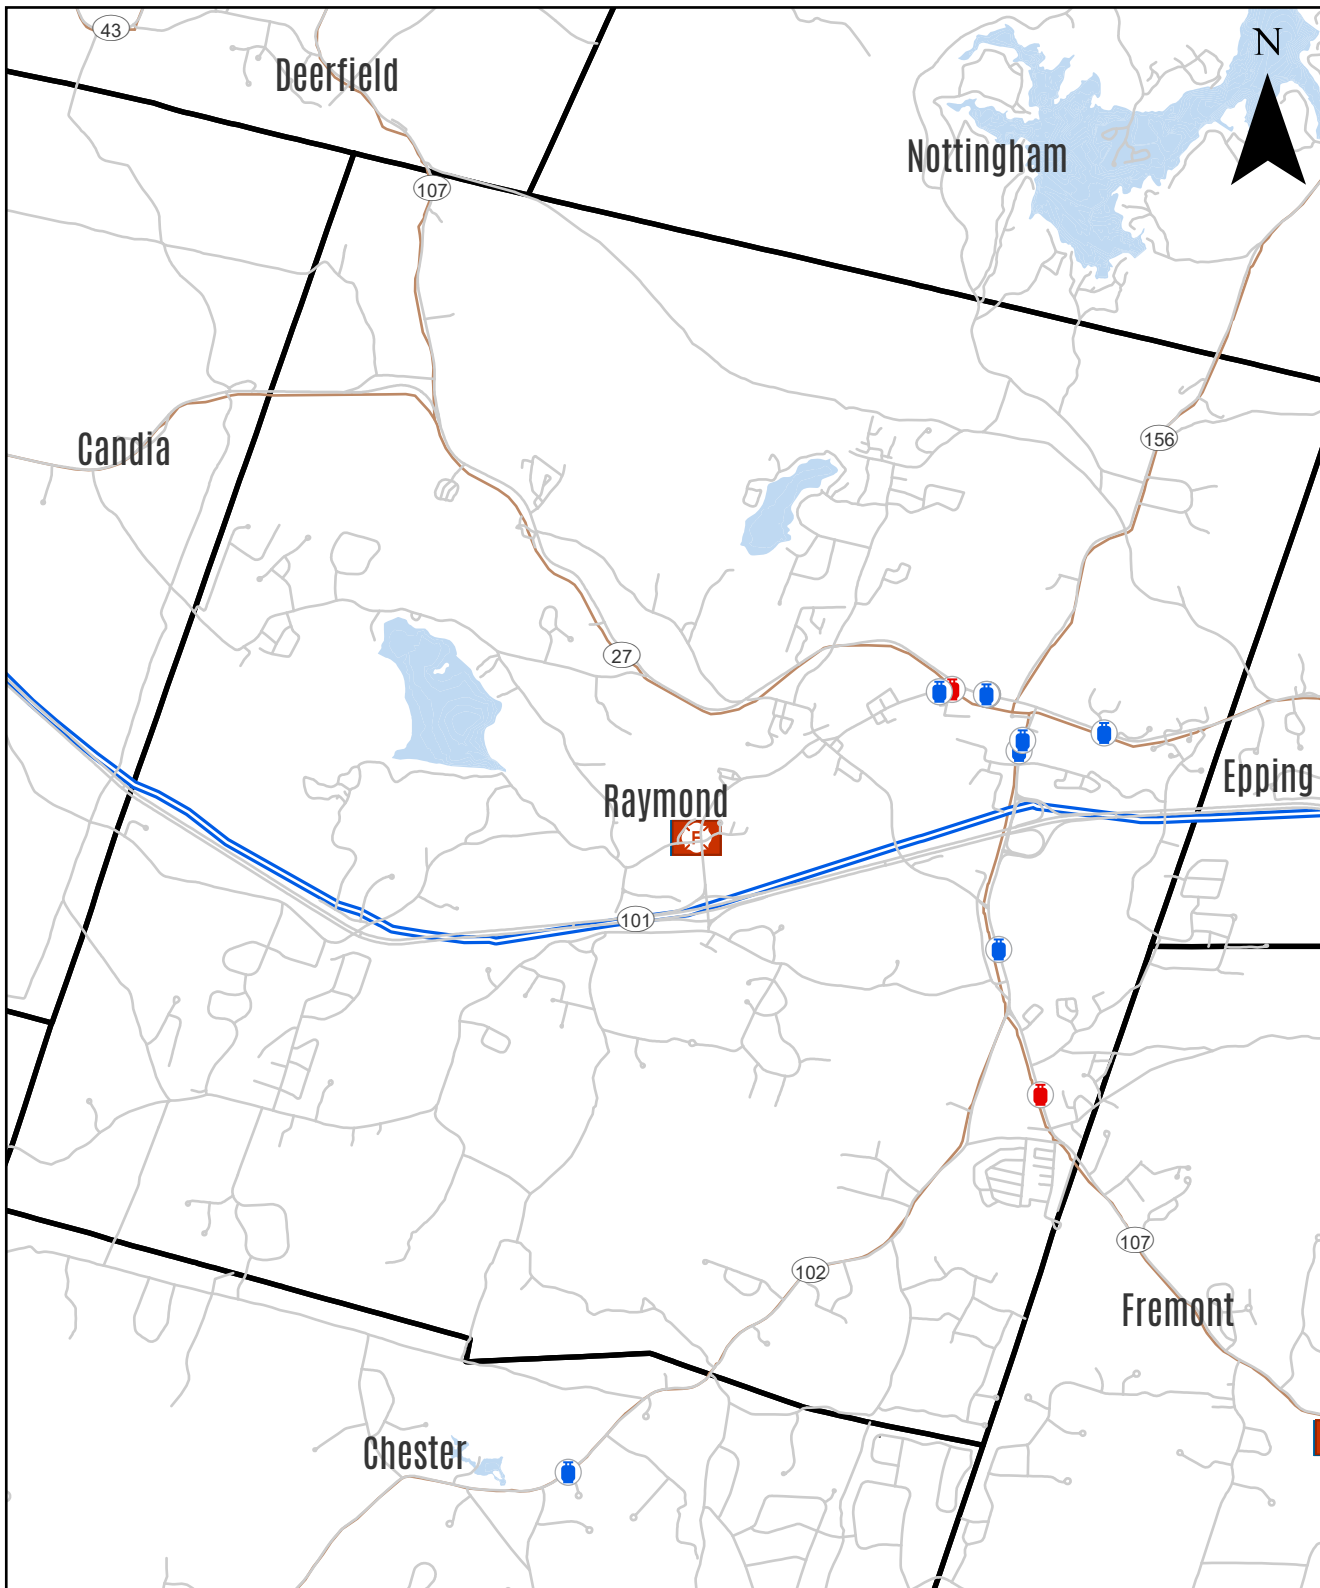 43
N
Deerfield
Nottingham
107
156
Candia
27
Epping
Raymond
F
101
107
102
Fremont
Chester